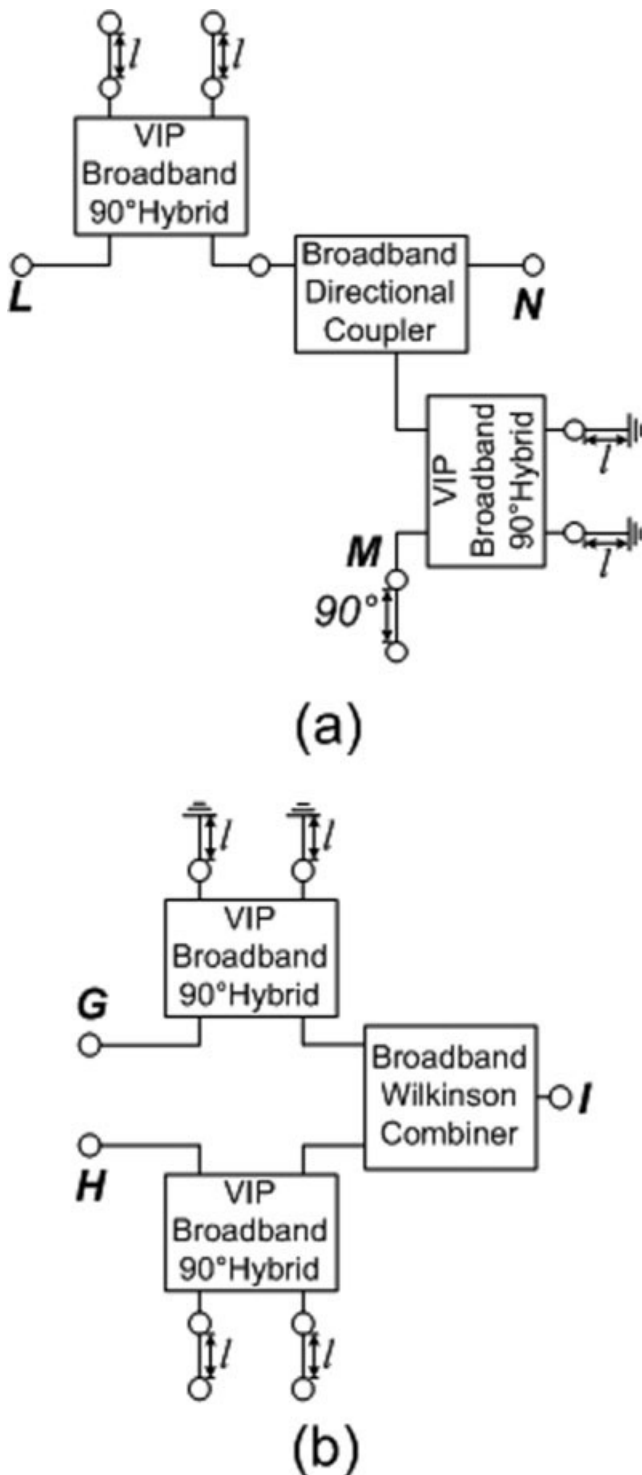 l
l
VIP
Broadband
90°Hybrid
L
Broadband
Directional
Coupler
N
VIP
Broadband
90°Hybrid
l
l
M
90°
(a)
l
l
VIP
Broadband
90°Hybrid
G
Broadband
Wilkinson
Combiner
I
H
VIP
Broadband
90°Hybrid
l
l
(b)